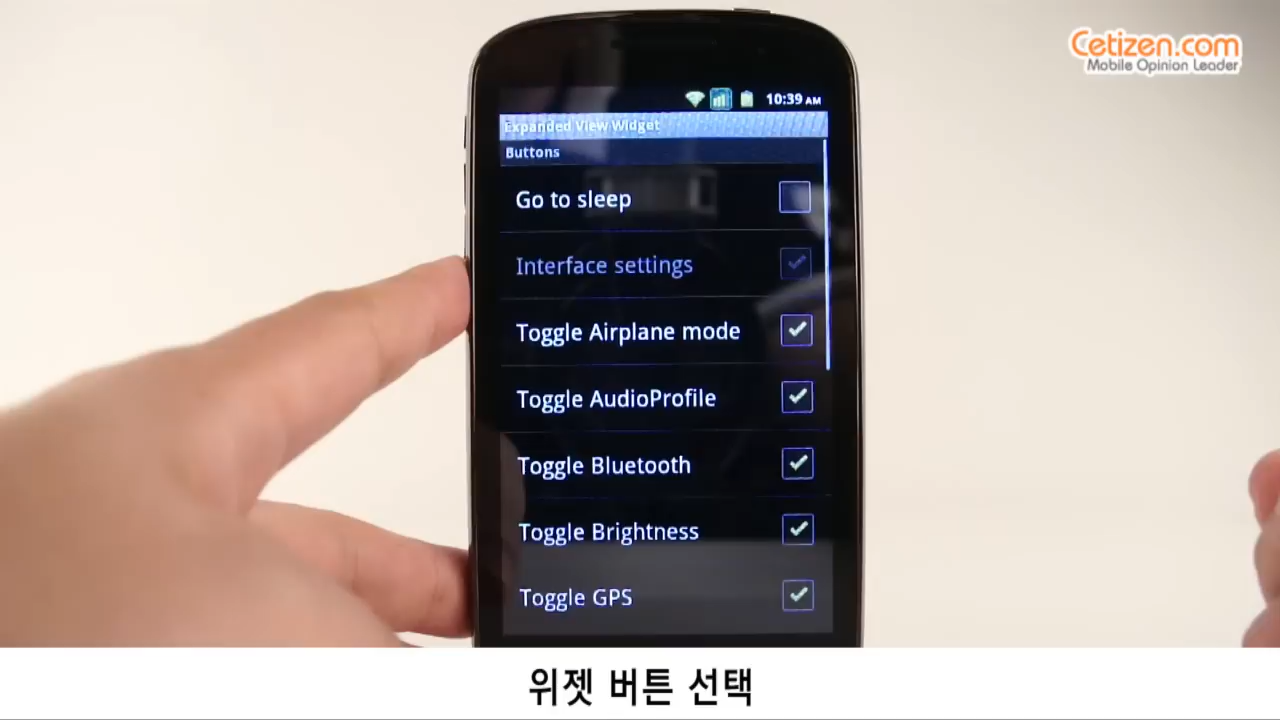 Cetizen.com
Mobile Opinion Leader
10:39 AM
Expanded View Widget
Buttons
Go to sleep
Interface settings
Toggle Airplane mode
Toggle AudioProfile
Toggle Bluetooth
Toggle Brightness
Toggle GPS
위젯 버튼 선택